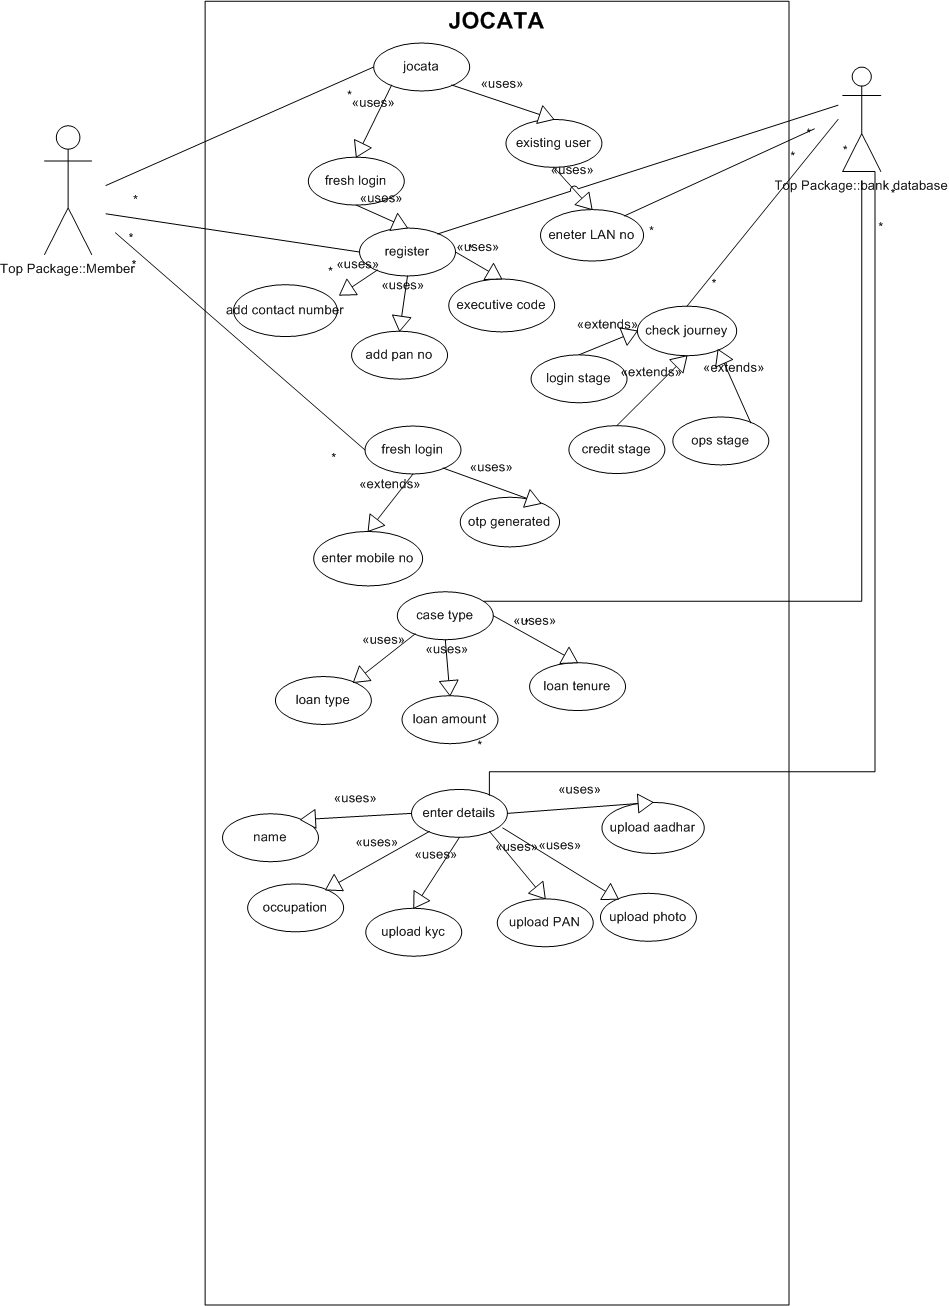 JOCATA
jocata
*
«uses»
«uses»
existing user
*
*
«uses»
*
fresh login
Top Package::bank_database
*
«uses»
*
*
eneter LAN no
*
*
register
«uses»
*
Top Package::Member
*
*
«uses»
«uses»
*
add contact number
executive code
«extends»
check journey
add pan no
«extends»
«extends»
login stage
ops stage
fresh login
credit stage
*
«uses»
«extends»
otp generated
enter mobile no
case type
«uses»
*
«uses»
«uses»
loan tenure
loan type
loan amount
*
«uses»
«uses»
enter details
upload aadhar
name
«uses»
«uses»
«uses»
«uses»
occupation
upload kyc
upload PAN
upload photo